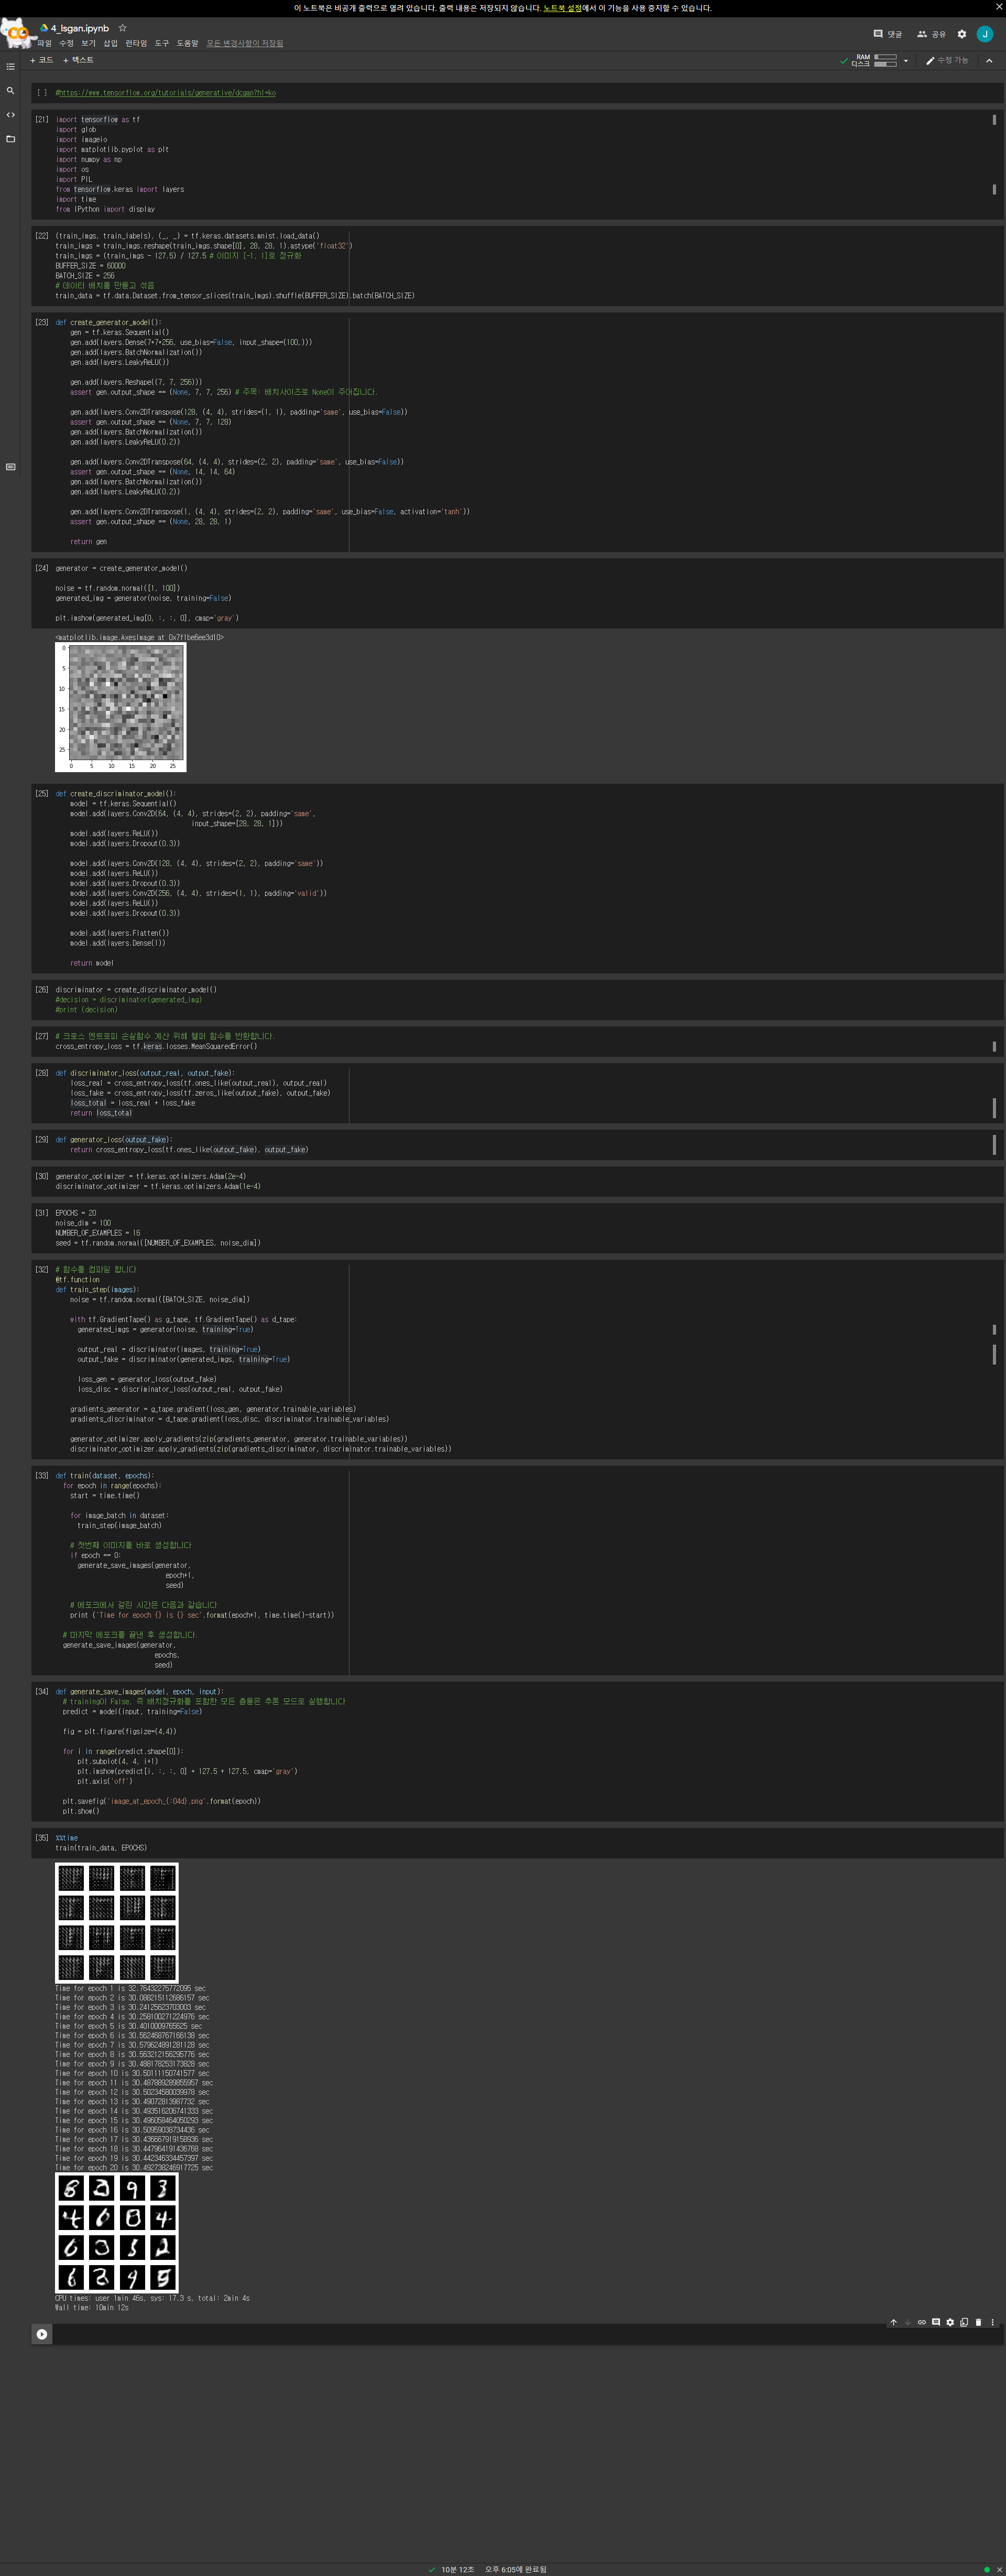 이 노트북은 비공개 출력으로 열려 있습니다. 출력 내용은 저장되지 않습니다. 노트북 설정에서 이 기능을 사용 중지할 수 있습니다.
4_lsgan.ipynb
파일 수정 보기 삽입 런타임 도구 도움말 모든 변경사항이 저장됨
댓글 공유 J
+ 코드 + 텍스트
RAM
디스크
수정 가능
[ ] #https://www.tensorflow.org/tutorials/generative/dcgan?hl=ko
[21] import tensorflow as tf
import glob
import imageio
import matplotlib.pyplot as plt
import numpy as np
import os
import PIL
from tensorflow.keras import layers
import time
from IPython import display
[22] (train_imgs, train_labels), (_, _) = tf.keras.datasets.mnist.load_data()
train_imgs = train_imgs.reshape(train_imgs.shape[0], 28, 28, 1).astype('float32')
train_imgs = (train_imgs - 127.5) / 127.5 # 이미지 [-1, 1]로 정규화
BUFFER_SIZE = 60000
BATCH_SIZE = 256
# 데이터 배치를 만들고 섞음
train_data = tf.data.Dataset.from_tensor_slices(train_imgs).shuffle(BUFFER_SIZE).batch(BATCH_SIZE)
[23] def create_generator_model():
gen = tf.keras.Sequential()
gen.add(layers.Dense(7*7*256, use_bias=False, input_shape=(100,)))
gen.add(layers.BatchNormalization())
gen.add(layers.LeakyReLU())
gen.add(layers.Reshape((7, 7, 256)))
assert gen.output_shape == (None, 7, 7, 256) # 주목: 배치사이즈로 None이 주어집니다.
gen.add(layers.Conv2DTranspose(128, (4, 4), strides=(1, 1), padding='same', use_bias=False))
assert gen.output_shape == (None, 7, 7, 128)
gen.add(layers.BatchNormalization())
gen.add(layers.LeakyReLU(0.2))
gen.add(layers.Conv2DTranspose(64, (4, 4), strides=(2, 2), padding='same', use_bias=False))
assert gen.output_shape == (None, 14, 14, 64)
gen.add(layers.BatchNormalization())
gen.add(layers.LeakyReLU(0.2))
gen.add(layers.Conv2DTranspose(1, (4, 4), strides=(2, 2), padding='same', use_bias=False, activation='tanh'))
assert gen.output_shape == (None, 28, 28, 1)
return gen
[24] generator = create_generator_model()
noise = tf.random.normal([1, 100])
generated_img = generator(noise, training=False)
plt.imshow(generated_img[0, :, :, 0], cmap='gray')
<matplotlib.image.AxesImage at 0x7f1be6ee3d10>
0
5
10
15
20
25
0 5 10 15 20 25
[25] def create_discriminator_model():
model = tf.keras.Sequential()
model.add(layers.Conv2D(64, (4, 4), strides=(2, 2), padding='same',
input_shape=[28, 28, 1]))
model.add(layers.ReLU())
model.add(layers.Dropout(0.3))
model.add(layers.Conv2D(128, (4, 4), strides=(2, 2), padding='same'))
model.add(layers.ReLU())
model.add(layers.Dropout(0.3))
model.add(layers.Conv2D(256, (4, 4), strides=(1, 1), padding='valid'))
model.add(layers.ReLU())
model.add(layers.Dropout(0.3))
model.add(layers.Flatten())
model.add(layers.Dense(1))
return model
[26] discriminator = create_discriminator_model()
#decision = discriminator(generated_img)
#print (decision)
[27] # 크로스 엔트로피 손실함수 계산 위해 헬퍼 함수를 반환합니다.
cross_entropy_loss = tf.keras.losses.MeanSquaredError()
[28] def discriminator_loss(output_real, output_fake):
loss_real = cross_entropy_loss(tf.ones_like(output_real), output_real)
loss_fake = cross_entropy_loss(tf.zeros_like(output_fake), output_fake)
loss_total = loss_real + loss_fake
return loss_total
[29] def generator_loss(output_fake):
return cross_entropy_loss(tf.ones_like(output_fake), output_fake)
[30] generator_optimizer = tf.keras.optimizers.Adam(2e-4)
discriminator_optimizer = tf.keras.optimizers.Adam(1e-4)
[31] EPOCHS = 20
noise_dim = 100
NUMBER_OF_EXAMPLES = 16
seed = tf.random.normal([NUMBER_OF_EXAMPLES, noise_dim])
[32] # 함수를 컴파일 합니다
@tf.function
def train_step(images):
noise = tf.random.normal([BATCH_SIZE, noise_dim])
with tf.GradientTape() as g_tape, tf.GradientTape() as d_tape:
generated_imgs = generator(noise, training=True)
output_real = discriminator(images, training=True)
output_fake = discriminator(generated_imgs, training=True)
loss_gen = generator_loss(output_fake)
loss_disc = discriminator_loss(output_real, output_fake)
gradients_generator = g_tape.gradient(loss_gen, generator.trainable_variables)
gradients_discriminator = d_tape.gradient(loss_disc, discriminator.trainable_variables)
generator_optimizer.apply_gradients(zip(gradients_generator, generator.trainable_variables))
discriminator_optimizer.apply_gradients(zip(gradients_discriminator, discriminator.trainable_variables))
[33] def train(dataset, epochs):
for epoch in range(epochs):
start = time.time()
for image_batch in dataset:
train_step(image_batch)
# 첫번째 이미지를 바로 생성합니다
if epoch == 0:
generate_save_images(generator,
epoch+1,
seed)
# 에포크에서 걸린 시간은 다음과 같습니다
print ('Time for epoch {} is {} sec'.format(epoch+1, time.time()-start))
# 마지막 에포크를 끝낸 후 생성합니다.
generate_save_images(generator,
epochs,
seed)
[34] def generate_save_images(model, epoch, input):
# training이 False, 즉 배치정규화를 포함한 모든 층들은 추론 모드로 실행합니다
predict = model(input, training=False)
fig = plt.figure(figsize=(4,4))
for i in range(predict.shape[0]):
plt.subplot(4, 4, i+1)
plt.imshow(predict[i, :, :, 0] * 127.5 + 127.5, cmap='gray')
plt.axis('off')
plt.savefig('image_at_epoch_{:04d}.png'.format(epoch))
plt.show()
[35] %%time
train(train_data, EPOCHS)
Time for epoch 1 is 32.76432275772095 sec
Time for epoch 2 is 30.088215112686157 sec
Time for epoch 3 is 30.24125623703003 sec
Time for epoch 4 is 30.258100271224976 sec
Time for epoch 5 is 30.4010009765625 sec
Time for epoch 6 is 30.562468767166138 sec
Time for epoch 7 is 30.579624891281128 sec
Time for epoch 8 is 30.563212156295776 sec
Time for epoch 9 is 30.488178253173828 sec
Time for epoch 10 is 30.50111150741577 sec
Time for epoch 11 is 30.487889289855957 sec
Time for epoch 12 is 30.50234580039978 sec
Time for epoch 13 is 30.49072813987732 sec
Time for epoch 14 is 30.493516206741333 sec
Time for epoch 15 is 30.496058464050293 sec
Time for epoch 16 is 30.50959038734436 sec
Time for epoch 17 is 30.436667919158936 sec
Time for epoch 18 is 30.447964191436768 sec
Time for epoch 19 is 30.442346334457397 sec
Time for epoch 20 is 30.492738246917725 sec
CPU times: user 1min 46s, sys: 17.3 s, total: 2min 4s
Wall time: 10min 12s
10분 12초 오후 6:05에 완료됨